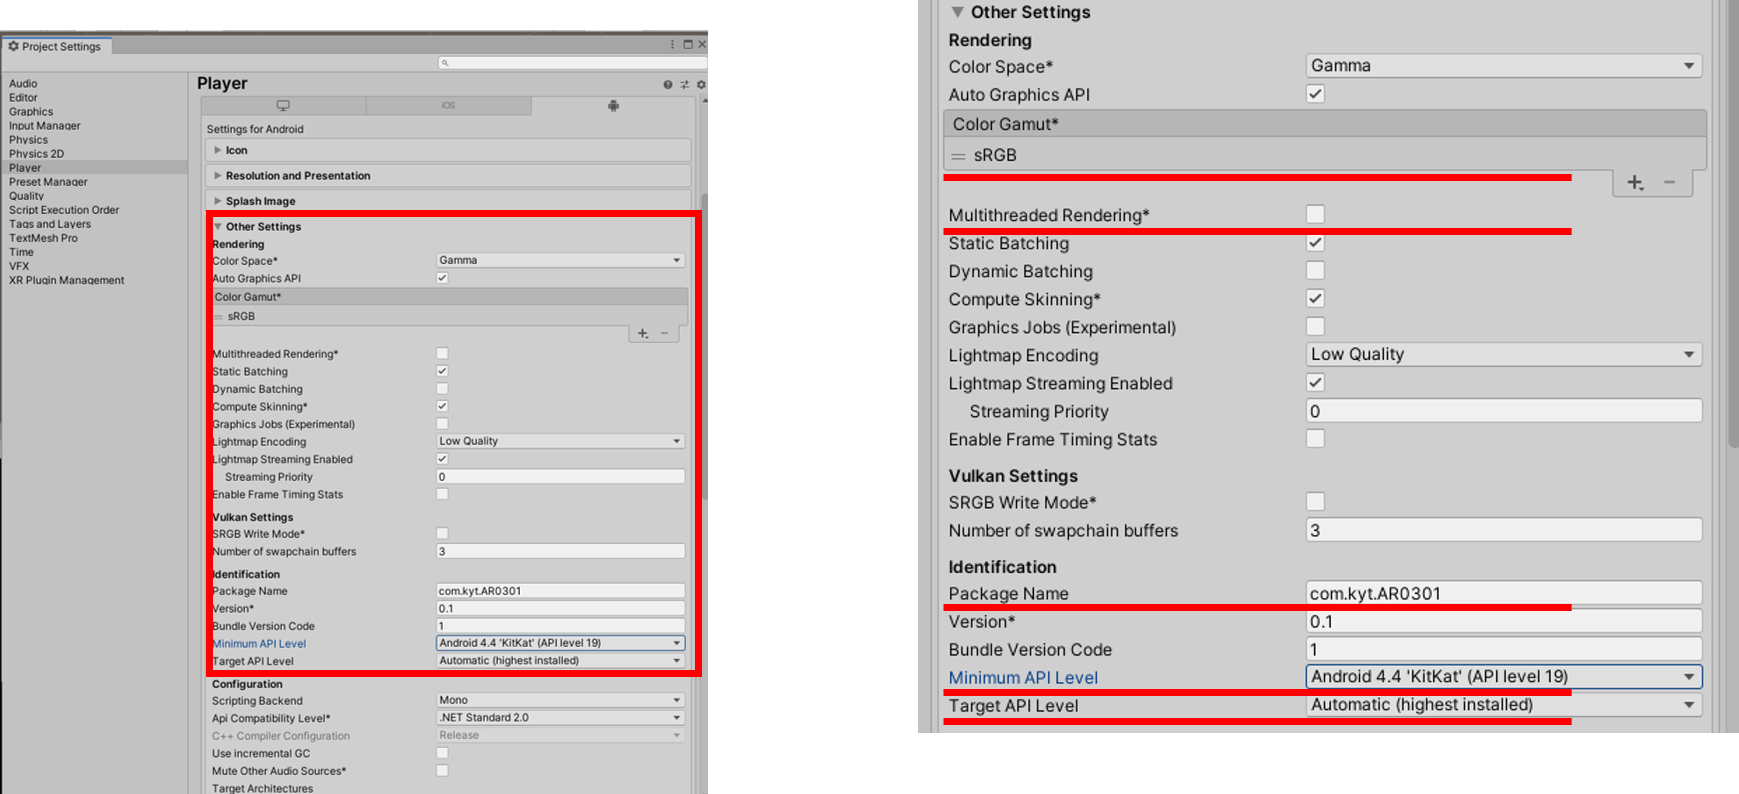 Project Settings
Audio
Editor
Graphics
Input Manager
Physics
Physics 2D
Player
Preset Manager
Quality
Script Execution Order
Tags and Layers
TextMesh Pro
Time
VFX
XR Plugin Management
Player
iOS
Settings for Android
Icon
Resolution and Presentation
Splash Image
Other Settings
Rendering
Color Space* Gamma
Auto Graphics API
Color Gamut*
sRGB
Multithreaded Rendering*
Static Batching
Dynamic Batching
Compute Skinning*
Graphics Jobs (Experimental)
Lightmap Encoding Low Quality
Lightmap Streaming Enabled
Streaming Priority 0
Enable Frame Timing Stats
Vulkan Settings
SRGB Write Mode*
Number of swapchain buffers 3
Identification
Package Name com.kyt.AR0301
Version* 0.1
Bundle Version Code 1
Minimum API Level Android 4.4 'KitKat' (API level 19)
Target API Level Automatic (highest installed)
Configuration
Scripting Backend Mono
Api Compatibility Level* .NET Standard 2.0
C++ Compiler Configuration Release
Use incremental GC
Mute Other Audio Sources*
Target Architectures
Other Settings
Rendering
Color Space* Gamma
Auto Graphics API
Color Gamut*
sRGB
Multithreaded Rendering*
Static Batching
Dynamic Batching
Compute Skinning*
Graphics Jobs (Experimental)
Lightmap Encoding Low Quality
Lightmap Streaming Enabled
Streaming Priority 0
Enable Frame Timing Stats
Vulkan Settings
SRGB Write Mode*
Number of swapchain buffers 3
Identification
Package Name com.kyt.AR0301
Version* 0.1
Bundle Version Code 1
Minimum API Level Android 4.4 'KitKat' (API level 19)
Target API Level Automatic (highest installed)